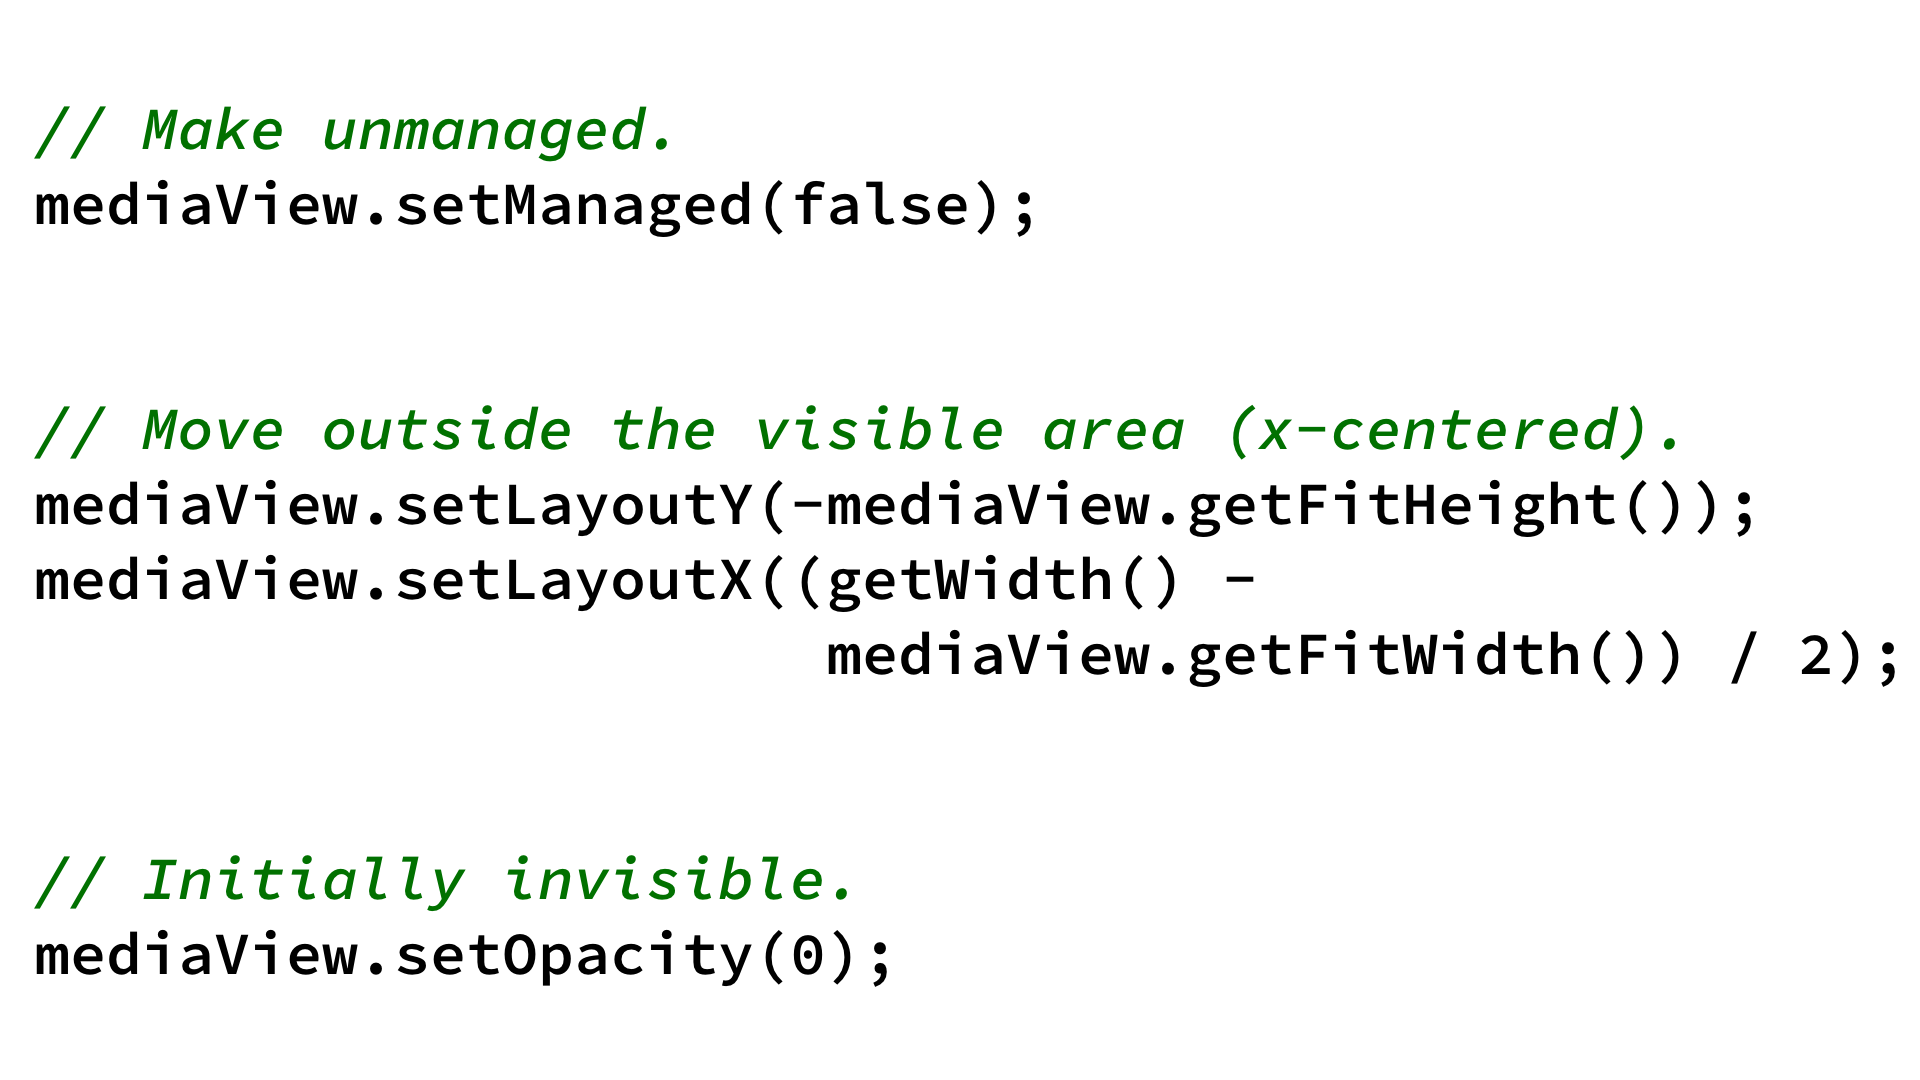 // Make unmanaged.
mediaView.setManaged(false);
// Move outside the visible area (x-centered).
mediaView.setLayoutY(-mediaView.getFitHeight());
mediaView.setLayoutX((getWidth() -
mediaView.getFitWidth()) / 2);
// Initially invisible.
mediaView.setOpacity(0);